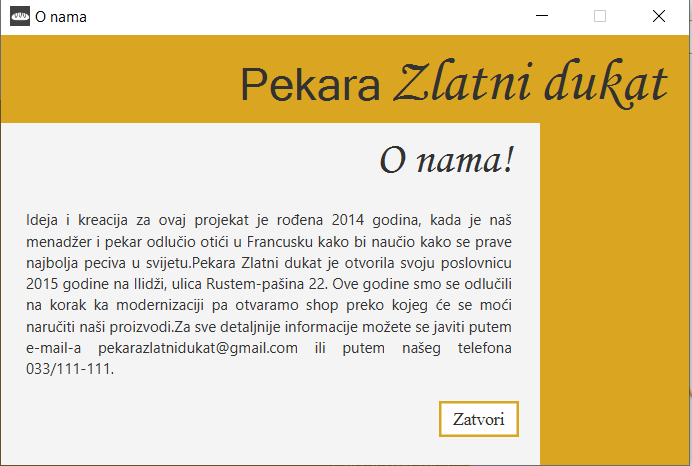 O nama
Pekara Zlatni dukat
O nama!
Ideja i kreacija za ovaj projekat je rođena 2014 godina, kada je naš
menadžer i pekar odlučio otići u Francusku kako bi naučio kako se prave
najbolja peciva u svijetu.Pekara Zlatni dukat je otvorila svoju poslovnicu
2015 godine na Ilidži, ulica Rustem-pašina 22. Ove godine smo se odlučili
na korak ka modernizaciji pa otvaramo shop preko kojeg će se moći
naručiti naši proizvodi.Za sve detaljnije informacije možete se javiti putem
e-mail-a pekarazlatnidukat@gmail.com ili putem našeg telefona
033/111-111.
Zatvori